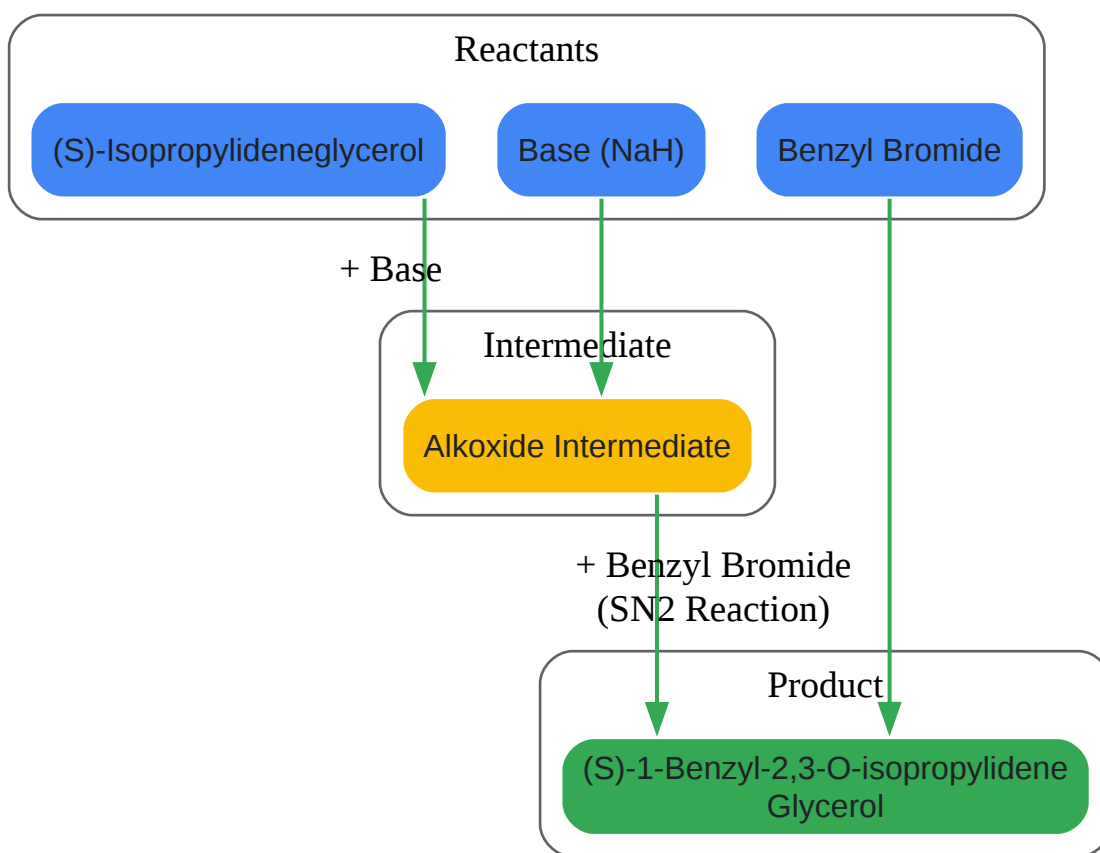 Reactants
(S)-Isopropylideneglycerol
Base (NaH)
Benzyl Bromide
+ Base
Intermediate
Alkoxide Intermediate
+ Benzyl Bromide
(SN2 Reaction)
Product
(S)-1-Benzyl-2,3-O-isopropylidene
Glycerol